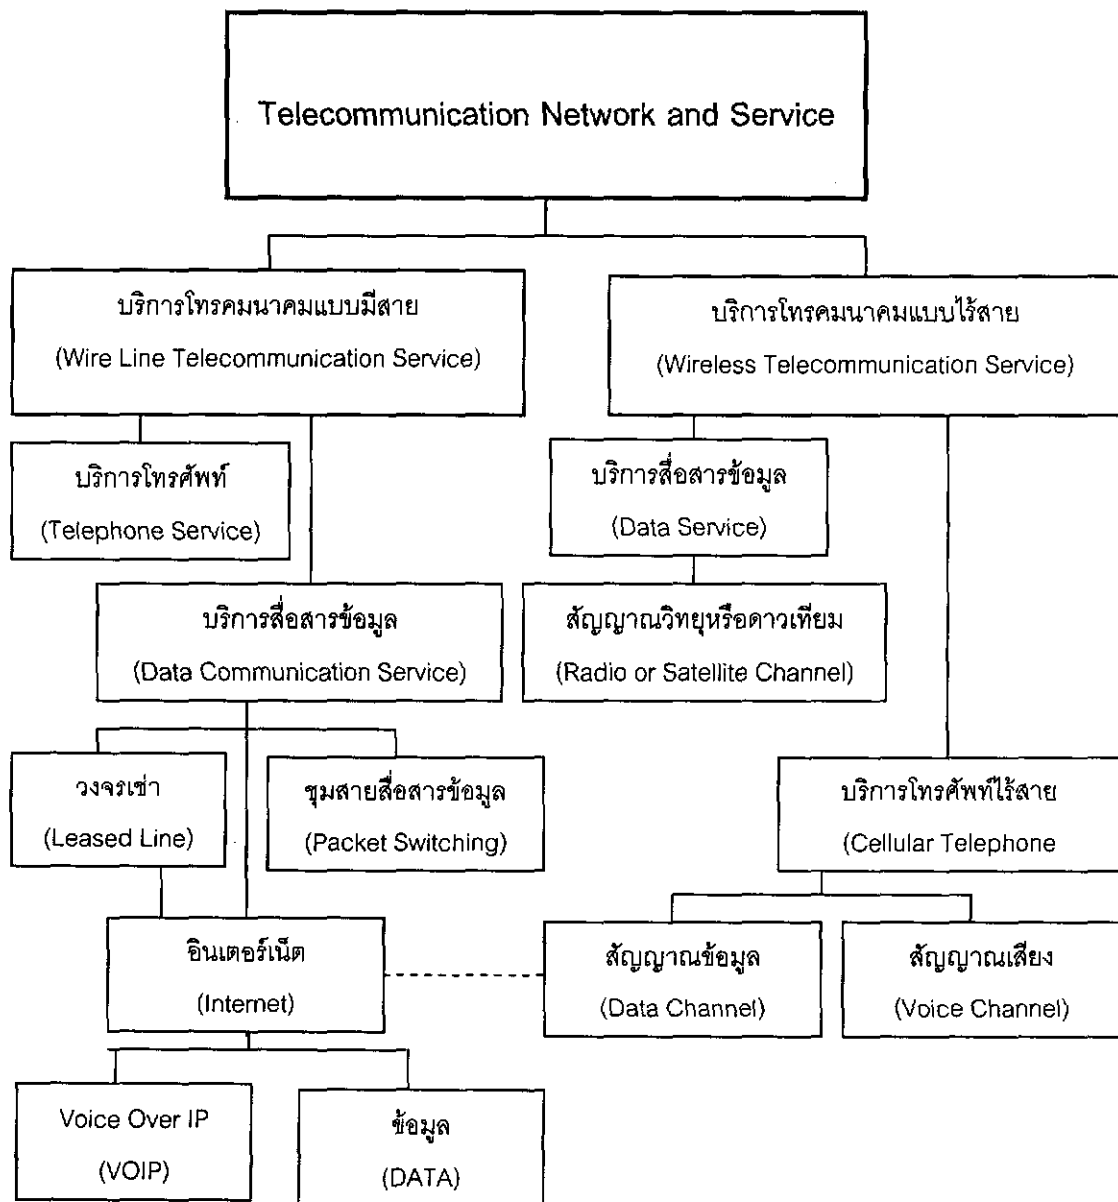 Telecommunication Network and Service
บริการโทรคมนาคมแบบมีสาย
(Wire Line Telecommunication Service)
บริการโทรคมนาคมแบบไร้สาย
(Wireless Telecommunication Service)
บริการโทรศัพท์
(Telephone Service)
บริการสื่อสารข้อมูล
(Data Service)
บริการสื่อสารข้อมูล
(Data Communication Service)
สัญญาณวิทยุหรือดาวเทียม
(Radio or Satellite Channel)
วงจรเช่า
(Leased Line)
ชุมสายสื่อสารข้อมูล
(Packet Switching)
บริการโทรศัพท์ไร้สาย
(Cellular Telephone
อินเตอร์เน็ต
(Internet)
สัญญาณข้อมูล
(Data Channel)
สัญญาณเสียง
(Voice Channel)
Voice Over IP
(VOIP)
ข้อมูล
(DATA)